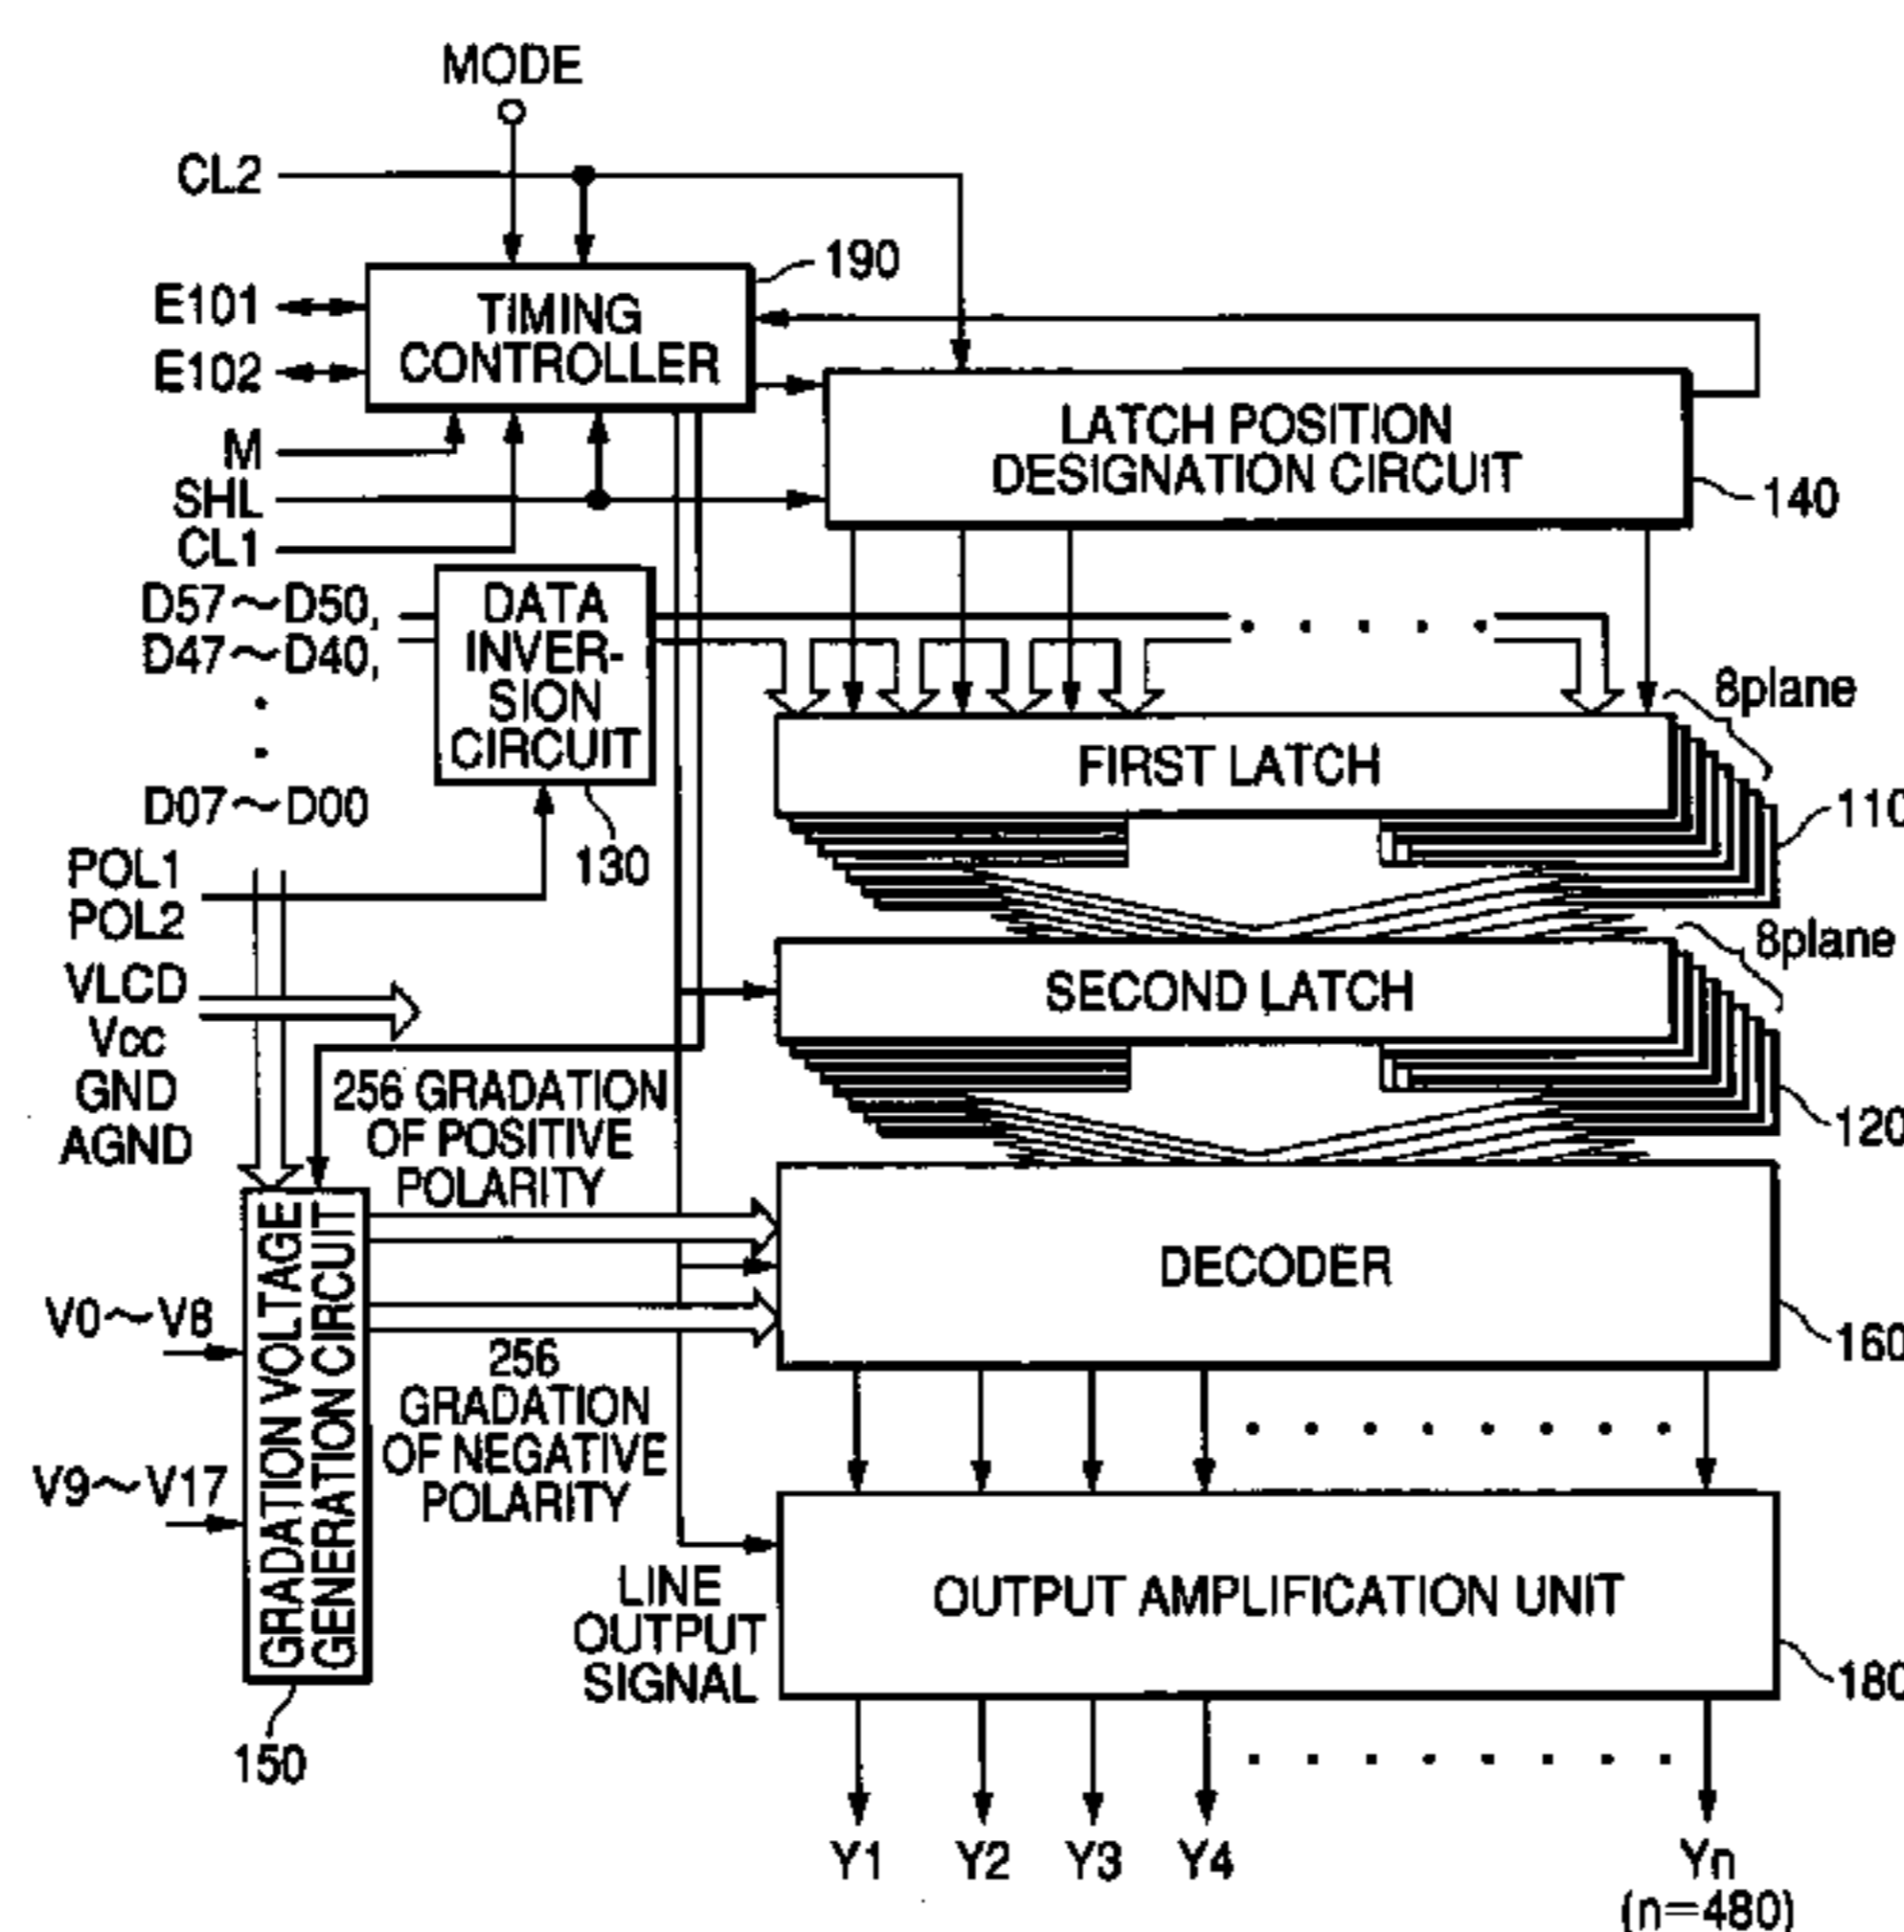 MODE
CL2
190
E101
TIMING
CONTROLLER
E102
LATCH POSITION
DESIGNATION CIRCUIT
140
M
SHL
CL1
D57~D50,
D47~D40,
D07~D00
DATA
INVER-
SION
CIRCUIT
130
8plane
FIRST LATCH
110
POL1
POL2
8plane
SECOND LATCH
120
VLCD
Vcc
GND
AGND
256 GRADATION
OF POSITIVE
POLARITY
DECODER
160
GRADATION VOLTAGE
GENERATION CIRCUIT
V0~V8
V9~V17
256
GRADATION
OF NEGATIVE
POLARITY
150
LINE
OUTPUT
SIGNAL
OUTPUT AMPLIFICATION UNIT
180
Y1 Y2 Y3 Y4 Yn
(n=480)